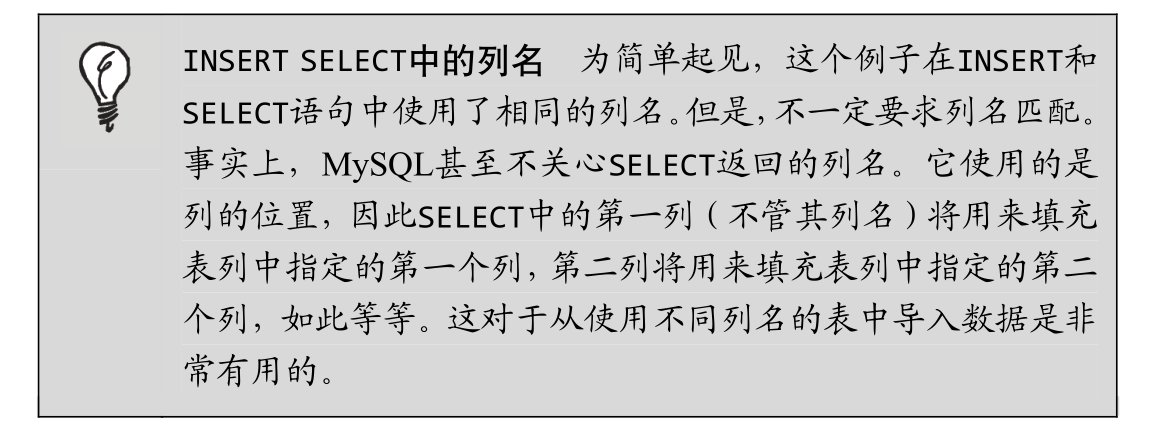 INSERT SELECT中的列名　为简单起见，这个例子在INSERT和
SELECT语句中使用了相同的列名。但是，不一定要求列名匹配。
事实上，MySQL甚至不关心SELECT返回的列名。它使用的是
列的位置，因此SELECT中的第一列（不管其列名）将用来填充
表列中指定的第一个列，第二列将用来填充表列中指定的第二
个列，如此等等。这对于从使用不同列名的表中导入数据是非
常有用的。